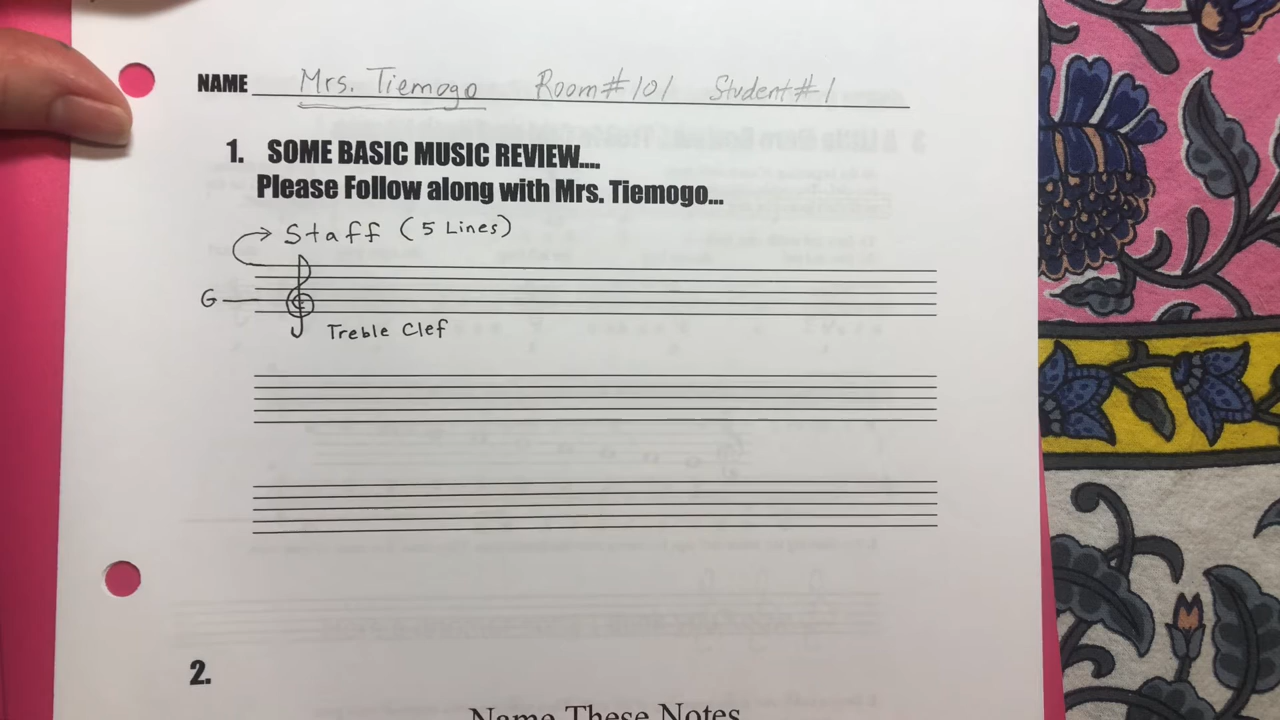 NAME Mrs. Tiemogo Room# 101 Student #1
1. SOME BASIC MUSIC REVIEW....
Please Follow along with Mrs. Tiemogo...
Staff (5 Lines)
G
Treble Clef
2.
Name These Notes